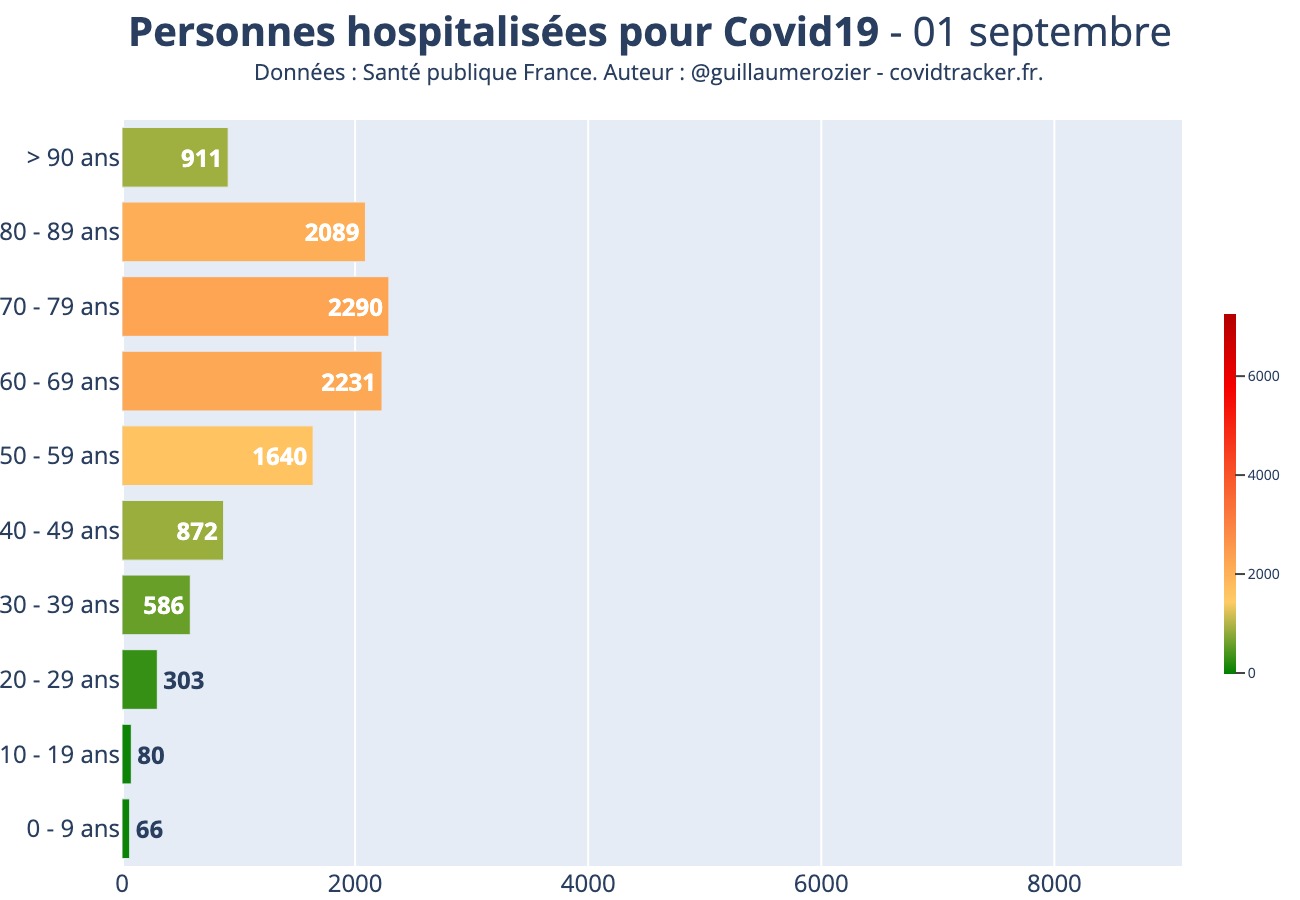 Personnes hospitalisées pour Covid19 - 01 septembre
Données : Santé publique France. Auteur : @guillaumerozier - covidtracker.fr.
> 90 ans 911
80 - 89 ans 2089
70 - 79 ans 2290
60 - 69 ans 2231
50 - 59 ans 1640
40 - 49 ans 872
30 - 39 ans 586
20 - 29 ans 303
10 - 19 ans 80
0 - 9 ans 66
0 2000 4000 6000 8000
6000
4000
2000
0